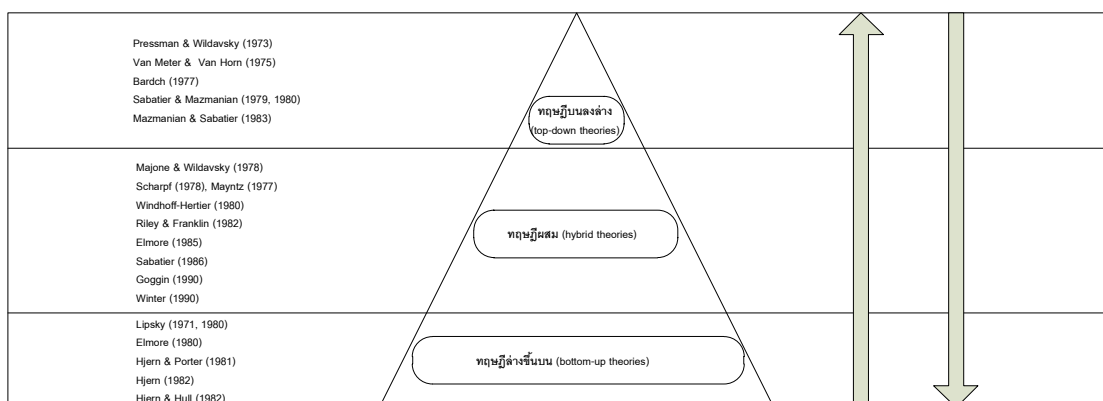 Pressman & Wildavsky (1973)
Van Meter & Van Horn (1975)
Bardch (1977)
Sabatier & Mazmanian (1979, 1980)
Mazmanian & Sabatier (1983)
ทฤษฎีบนลงล่าง
(top-down theories)
Majone & Wildavsky (1978)
Scharpf (1978), Mayntz (1977)
Windhoff-Hertier (1980)
Riley & Franklin (1982)
Elmore (1985)
Sabatier (1986)
Goggin (1990)
Winter (1990)
ทฤษฎีผสม (hybrid theories)
Lipsky (1971, 1980)
Elmore (1980)
Hjern & Porter (1981)
Hjern (1982)
Hjern & Hull (1982)
ทฤษฎีล่างขึ้นบน (bottom-up theories)